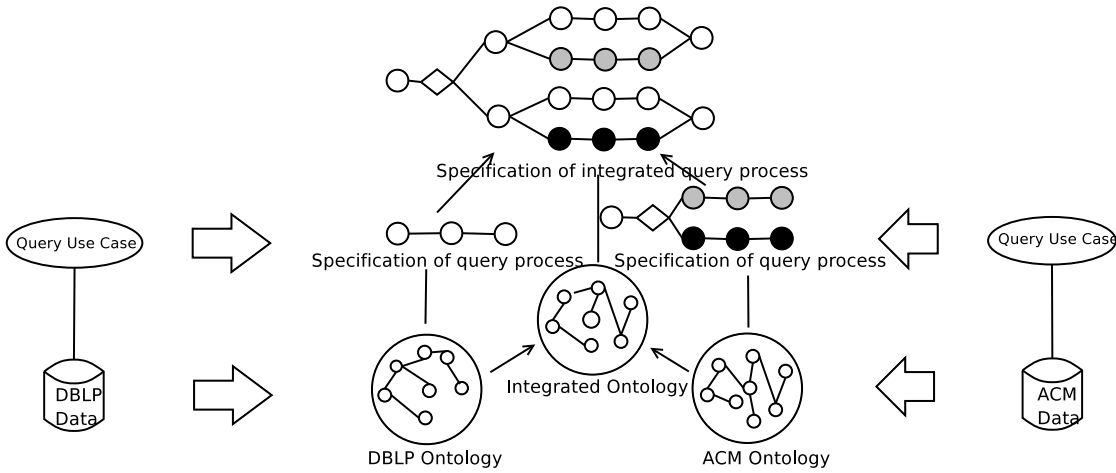 Specification of integrated query process
Query Use Case
Specification of query process
Specification of query process
Query Use Case
DBLP
Data
Integrated Ontology
ACM
Data
DBLP Ontology
ACM Ontology